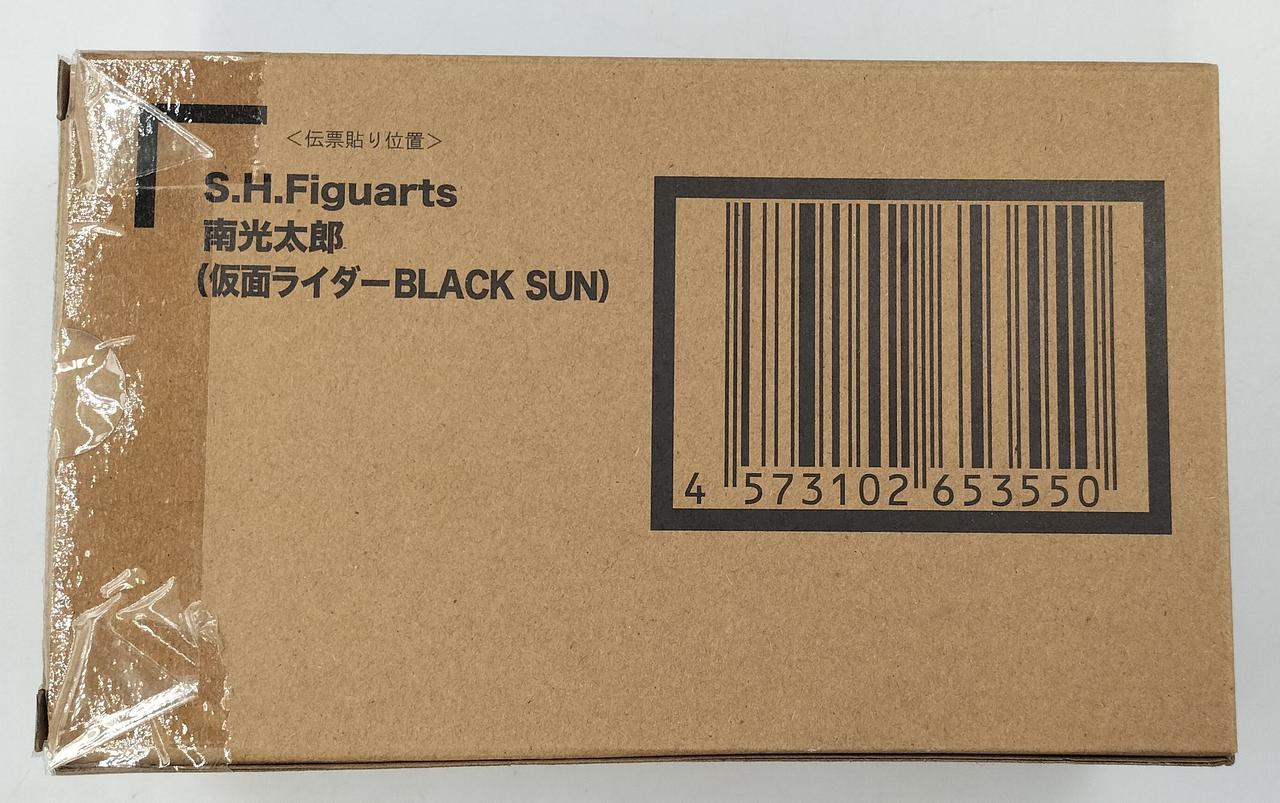 ＜伝票貼り位置＞
S.H.Figuarts
南光太郎
(仮面ライダーBLACK SUN)
4 573102 653550